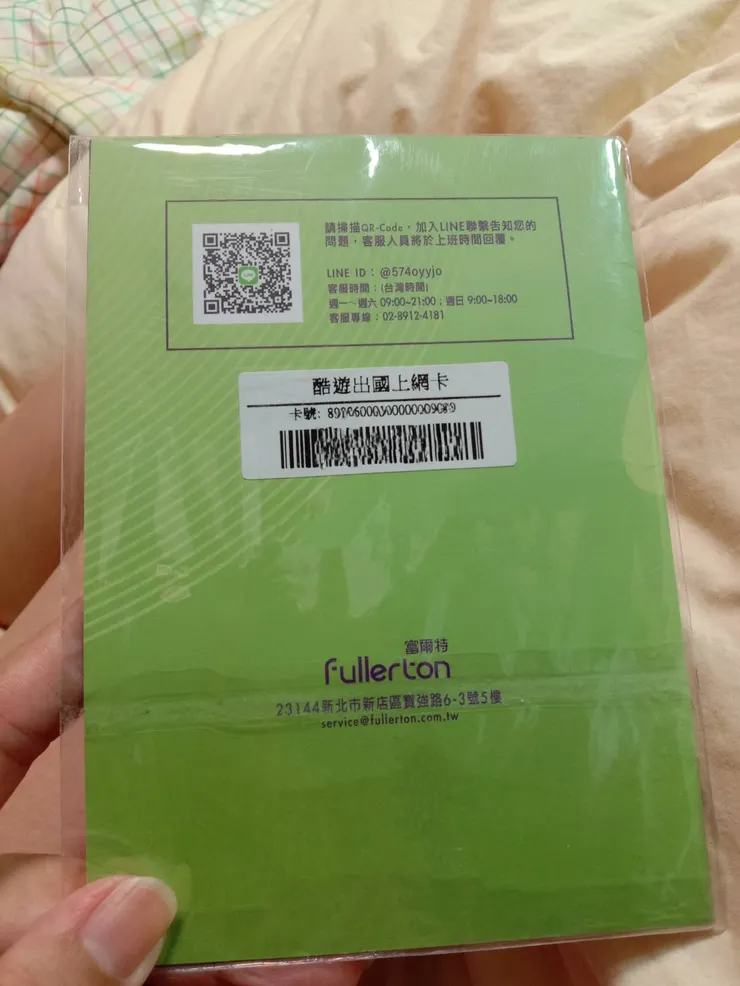 請掃描QR-Code，加入LINE聯繫告知您的
問題，客服人員將於上班時間回覆。
LINE ID：@574oyyjo
客服時間：(台灣時間)
週一～週六 09:00~21:00；週日 9:00~18:00
客服專線：02-8912-4181
酷遊出國上網卡
卡號:
富爾特
fullerton
23144新北市新店區寶強路6-3號5樓
service@fullerton.com.tw